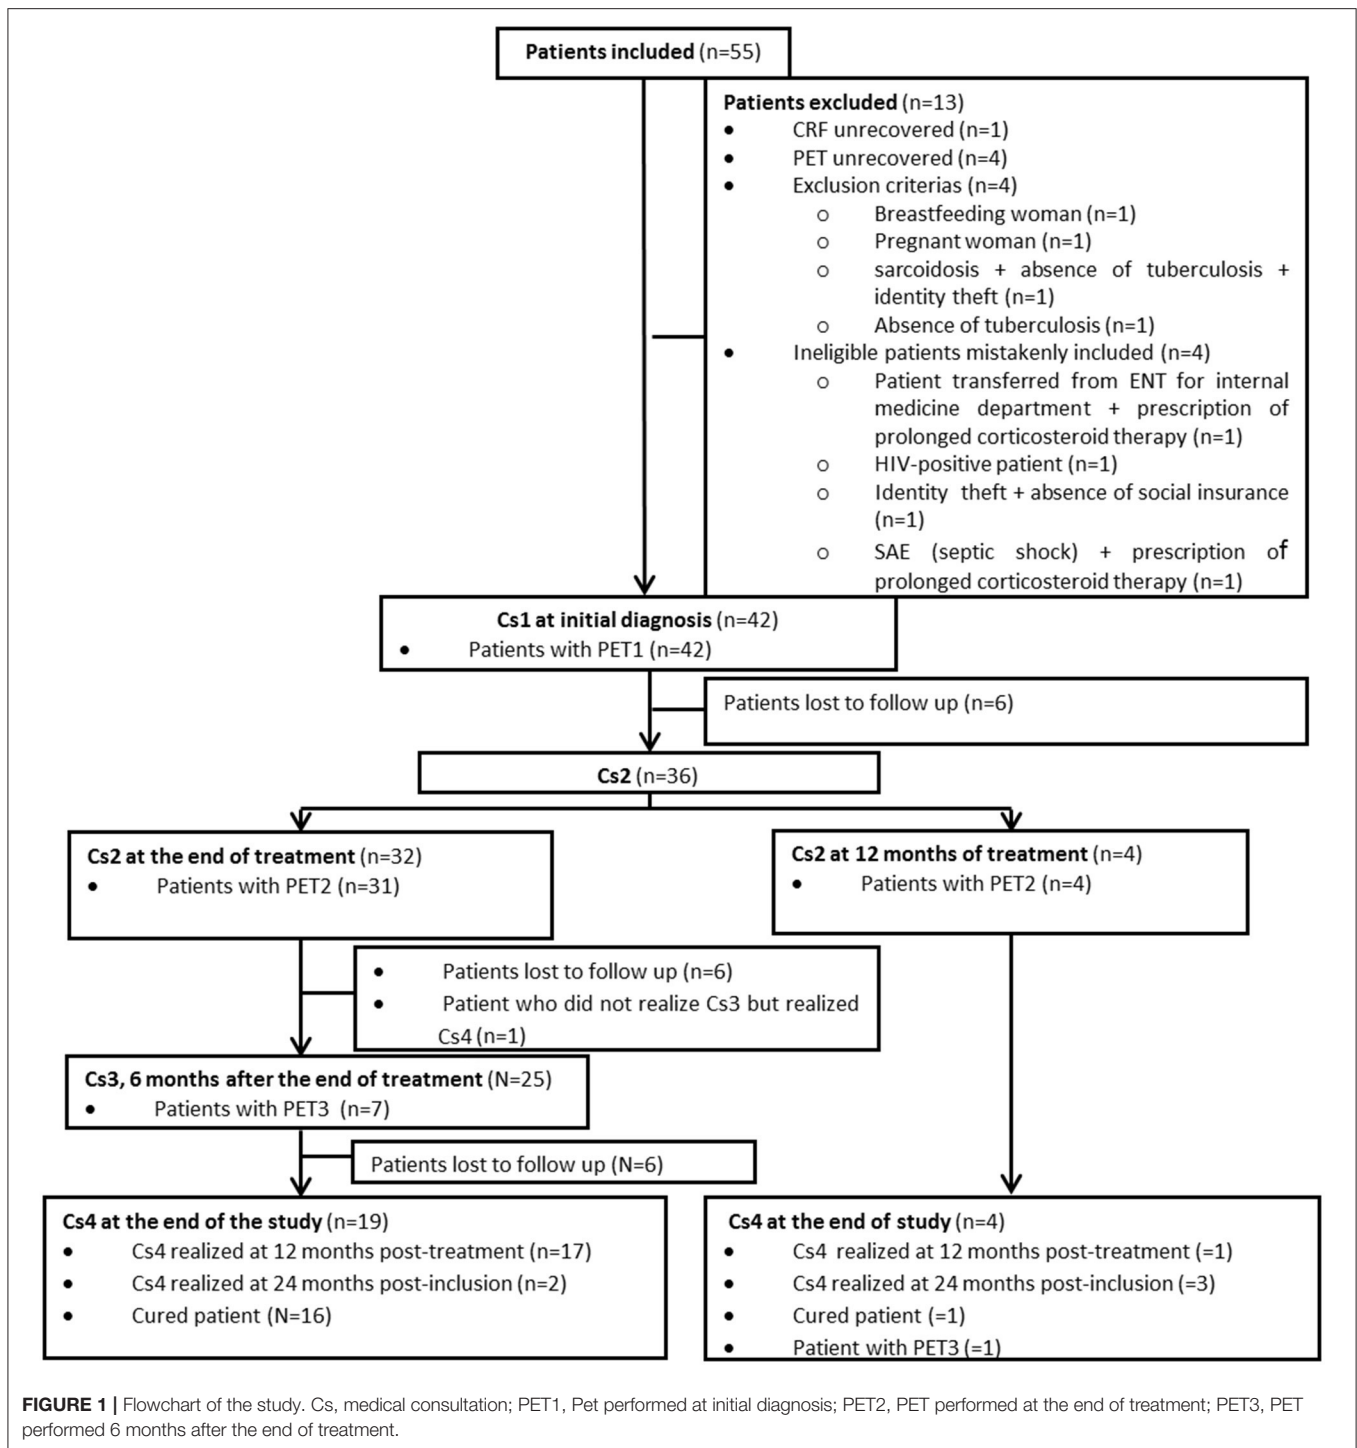 Patients included (n=55)
Patients excluded (n=13)
• CRF unrecovered (n=1)
• PET unrecovered (n=4)
• Exclusion criterias (n=4)
o Breastfeeding woman (n=1)
o Pregnant woman (n=1)
o sarcoidosis + absence of tuberculosis +
identity theft (n=1)
o Absence of tuberculosis (n=1)
• Ineligible patients mistakenly included (n=4)
o Patient transferred from ENT for internal
medicine department + prescription of
prolonged corticosteroid therapy (n=1)
o HIV-positive patient (n=1)
o Identity theft + absence of social insurance
(n=1)
o SAE (septic shock) + prescription of
prolonged corticosteroid therapy (n=1)
Cs1 at initial diagnosis (n=42)
• Patients with PET1 (n=42)
Patients lost to follow up (n=6)
Cs2 (n=36)
Cs2 at the end of treatment (n=32)
• Patients with PET2 (n=31)
Cs2 at 12 months of treatment (n=4)
• Patients with PET2 (n=4)
• Patients lost to follow up (n=6)
• Patient who did not realize Cs3 but realized
Cs4 (n=1)
Cs3, 6 months after the end of treatment (N=25)
• Patients with PET3 (n=7)
Patients lost to follow up (N=6)
Cs4 at the end of the study (n=19)
• Cs4 realized at 12 months post-treatment (n=17)
• Cs4 realized at 24 months post-inclusion (n=2)
• Cured patient (N=16)
Cs4 at the end of study (n=4)
• Cs4 realized at 12 months post-treatment (=1)
• Cs4 realized at 24 months post-inclusion (=3)
• Cured patient (=1)
• Patient with PET3 (=1)
FIGURE 1 | Flowchart of the study. Cs, medical consultation; PET1, Pet performed at initial diagnosis; PET2, PET performed at the end of treatment; PET3, PET
performed 6 months after the end of treatment.